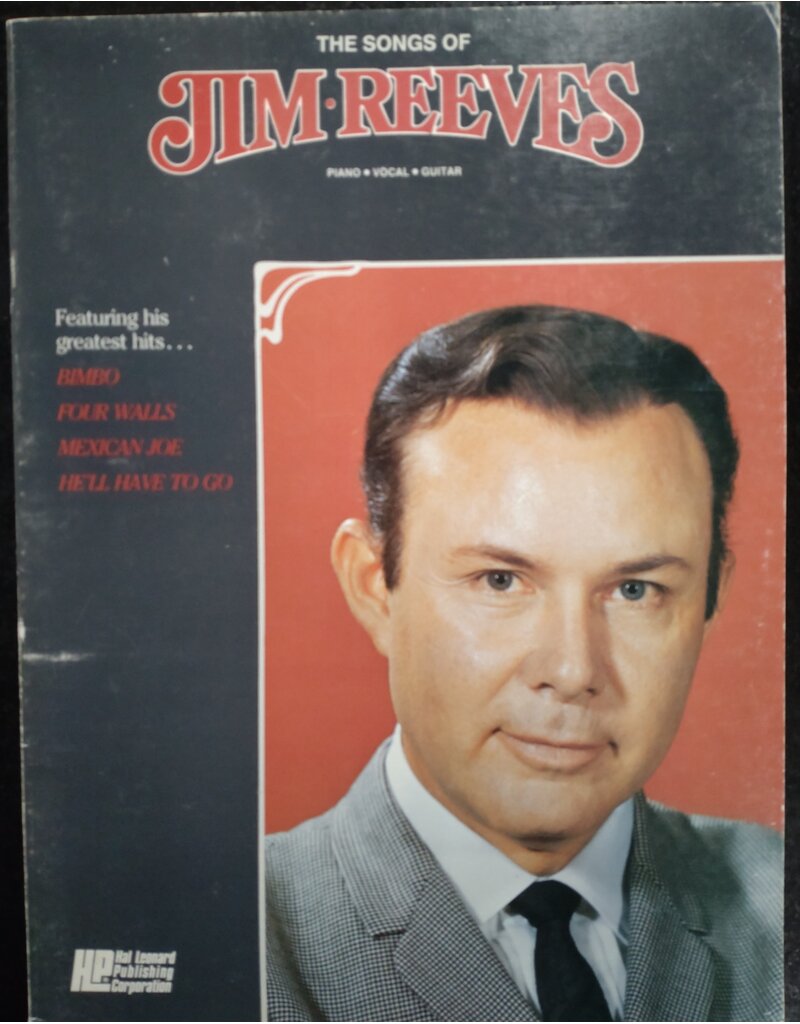 THE SONGS OF
JIM • REEVES
PIANO • VOCAL • GUITAR
Featuring his
greatest hits...
BIMBO
FOUR WALLS
MEXICAN JOE
HE'LL HAVE TO GO
HLP Hal Leonard
Publishing
Corporation